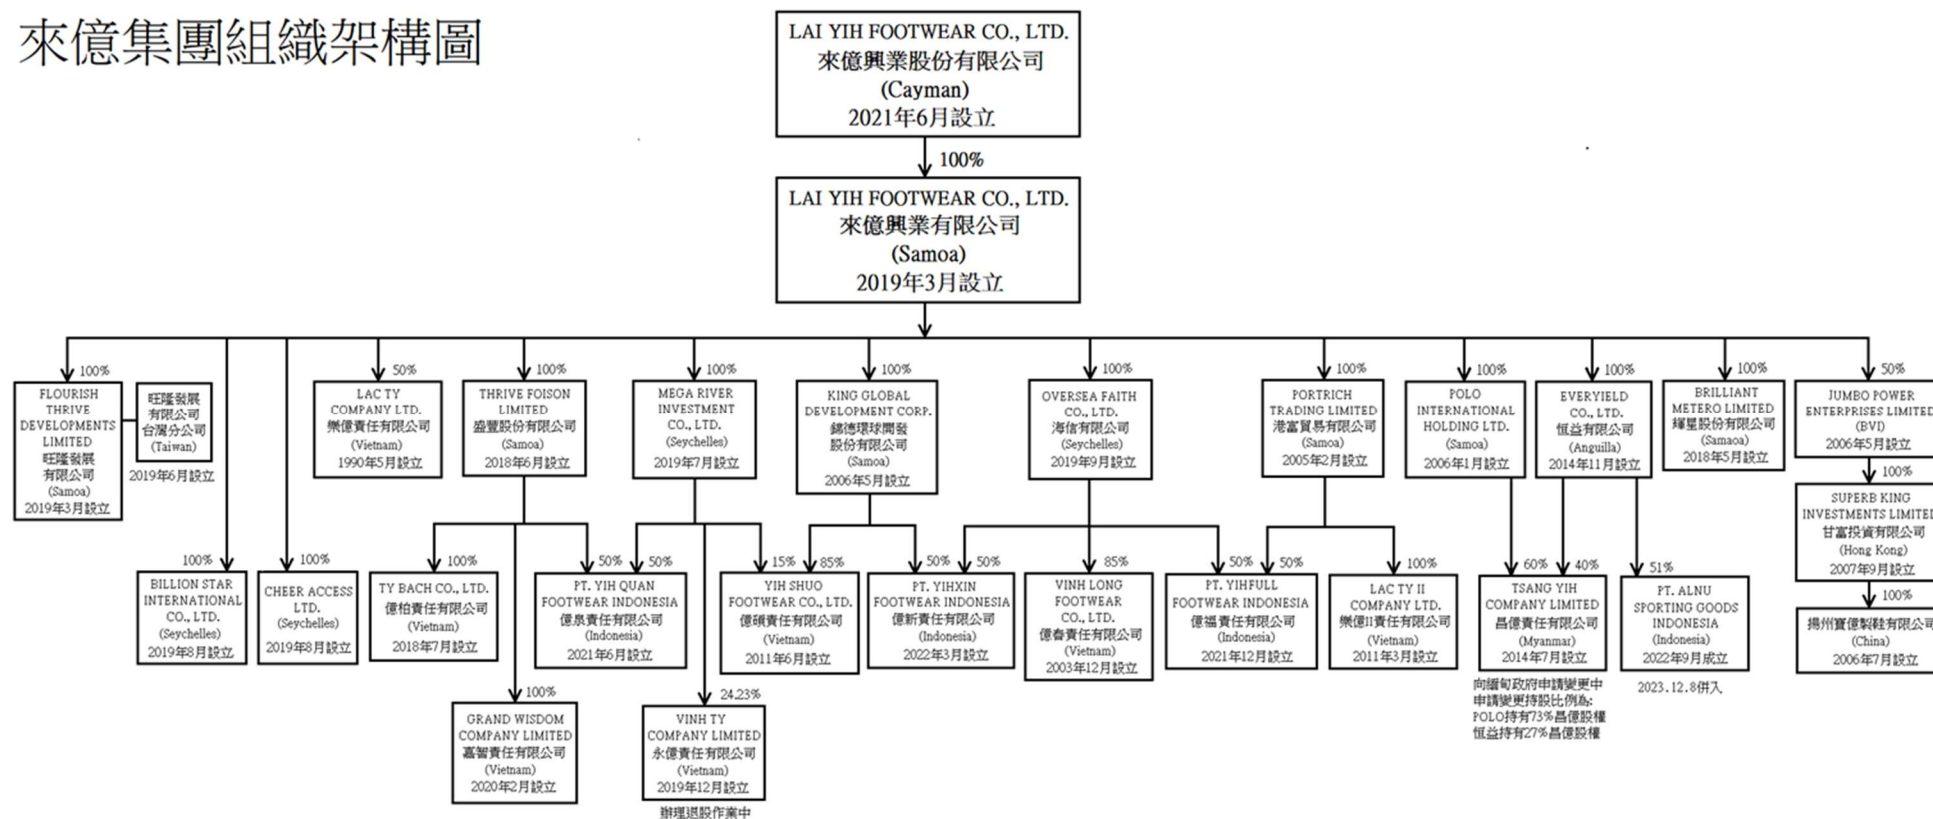 來億集團組織架構圖
LAI YIH FOOTWEAR CO., LTD.
來億興業股份有限公司
(Cayman)
2021年6月設立
100%
LAI YIH FOOTWEAR CO., LTD.
來億興業有限公司
(Samoa)
2019年3月設立
100%
FLOURISH
THRIVE
DEVELOPMENTS
LIMITED
旺隆發展
有限公司
(Samoa)
2019年3月設立
旺隆發展
有限公司
台灣分公司
(Taiwan)
2019年6月設立
50%
LAC TY
COMPANY LTD.
樂億責任有限公司
(Vietnam)
1990年5月設立
100%
THRIVE FOISON
LIMITED
盛豐股份有限公司
(Samoa)
2018年6月設立
100%
MEGA RIVER
INVESTMENT
CO., LTD.
(Seychelles)
2019年7月設立
100%
KING GLOBAL
DEVELOPMENT CORP.
錦德環球開發
股份有限公司
(Samoa)
2006年5月設立
100%
OVERSEA FAITH
CO., LTD.
海信有限公司
(Seychelles)
2019年9月設立
100%
PORTRICH
TRADING LIMITED
港富貿易有限公司
(Samoa)
2005年2月設立
100%
POLO
INTERNATIONAL
HOLDING LTD.
(Samoa)
2006年1月設立
100%
EVERYIELD
CO., LTD.
恒益有限公司
(Anguilla)
2014年11月設立
100%
BRILLIANT
METERO LIMITED
輝星股份有限公司
(Samaoa)
2018年5月設立
50%
JUMBO POWER
ENTERPRISES LIMITED
(BVI)
2006年5月設立
100%
SUPERB KING
INVESTMENTS LIMITED
甘富投資有限公司
(Hong Kong)
2007年9月設立
100%
揚州寶億製鞋有限公司
(China)
2006年7月設立
100%
BILLION STAR
INTERNATIONAL
CO., LTD.
(Seychelles)
2019年8月設立
100%
CHEER ACCESS
LTD.
(Seychelles)
2019年8月設立
100%
TY BACH CO., LTD.
億柏責任有限公司
(Vietnam)
2018年7月設立
50% 50%
PT. YIH QUAN
FOOTWEAR INDONESIA
億泉責任有限公司
(Indonesia)
2021年6月設立
15% 85%
YIH SHUO
FOOTWEAR CO., LTD.
億碩責任有限公司
(Vietnam)
2011年6月設立
50% 50%
PT. YIHXIN
FOOTWEAR INDONESIA
億新責任有限公司
(Indonesia)
2022年3月設立
85%
VINH LONG
FOOTWEAR
CO., LTD.
億春責任有限公司
(Vietnam)
2003年12月設立
50% 50%
PT. YIHFULL
FOOTWEAR INDONESIA
億福責任有限公司
(Indonesia)
2021年12月設立
100%
LAC TY II
COMPANY LTD.
樂億II責任有限公司
(Vietnam)
2011年3月設立
60% 40%
TSANG YIH
COMPANY LIMITED
昌億責任有限公司
(Myanmar)
2014年7月設立
向緬甸政府申請變更中
申請變更持股比例為:
POLO持有73%昌億股權
恒益持有27%昌億股權
51%
PT. ALNU
SPORTING GOODS
INDONESIA
(Indonesia)
2022年9月成立
2023.12.8併入
100%
GRAND WISDOM
COMPANY LIMITED
嘉智責任有限公司
(Vietnam)
2020年2月設立
24.23%
VINH TY
COMPANY LIMITED
永億責任有限公司
(Vietnam)
2019年12月設立
辦理退股作業中